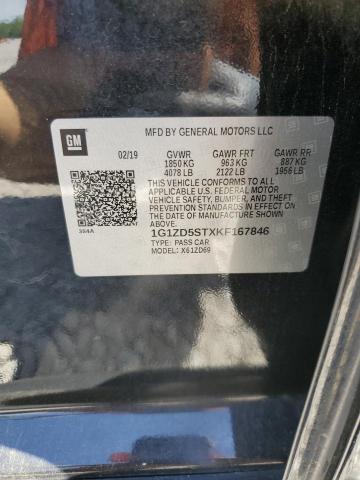 GM
MFD BY GENERAL MOTORS LLC
02/19 GVWR GAWR FRT GAWR RR
1850 KG 963 KG 887 KG
4078 LB 2122 LB 1956 LB
THIS VEHICLE CONFORMS TO ALL
APPLICABLE U.S. FEDERAL MOTOR
VEHICLE SAFETY, BUMPER, AND THEFT
PREVENTION STANDARDS IN EFFECT ON
THE DATE OF MANUFACTURE SHOWN
ABOVE.
384A
1G1ZD5STXKF167846
TYPE: PASS CAR
MODEL: X61ZD69